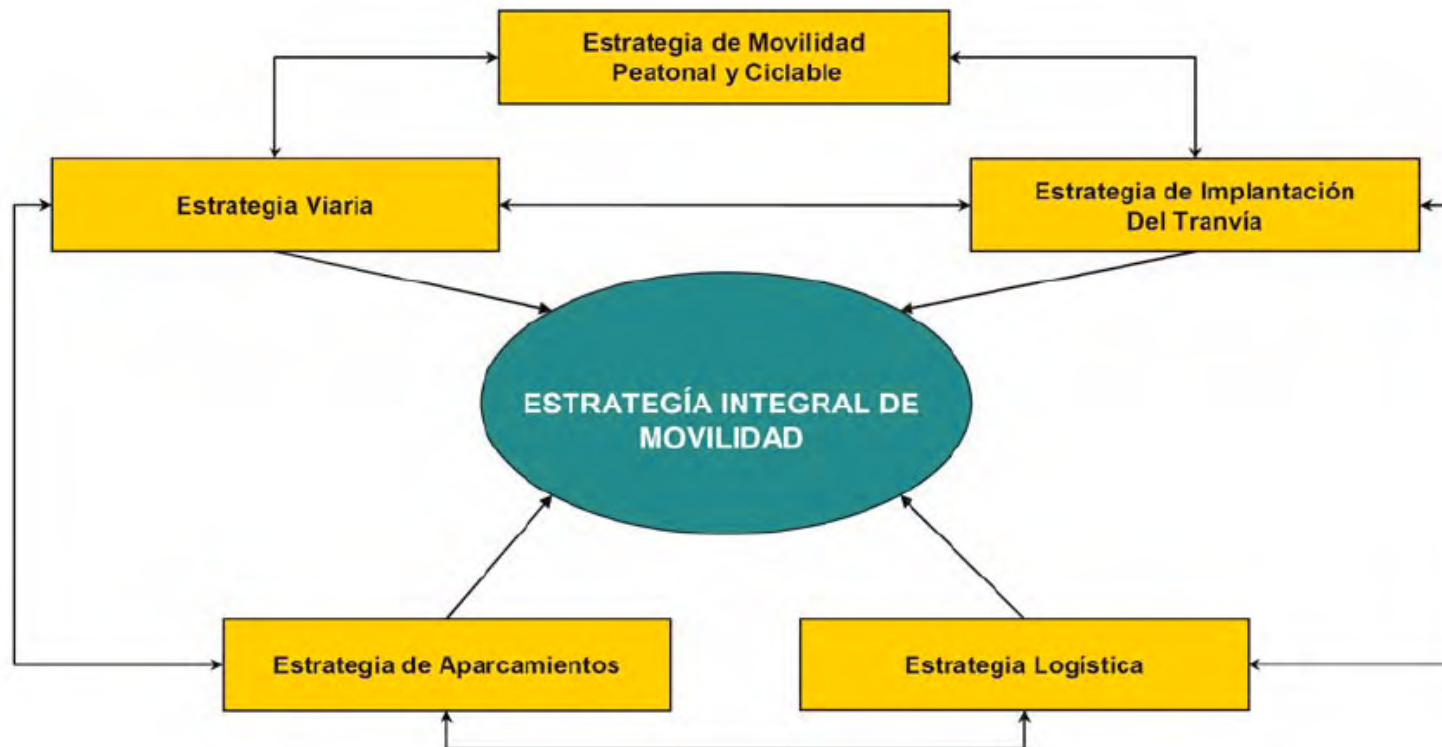 Estrategia de Movilidad
Peatonal y Ciclable
Estrategia Viaria
Estrategia de Implantación
Del Tranvía
ESTRATEGÍA INTEGRAL DE
MOVILIDAD
Estrategia de Aparcamientos
Estrategia Logística